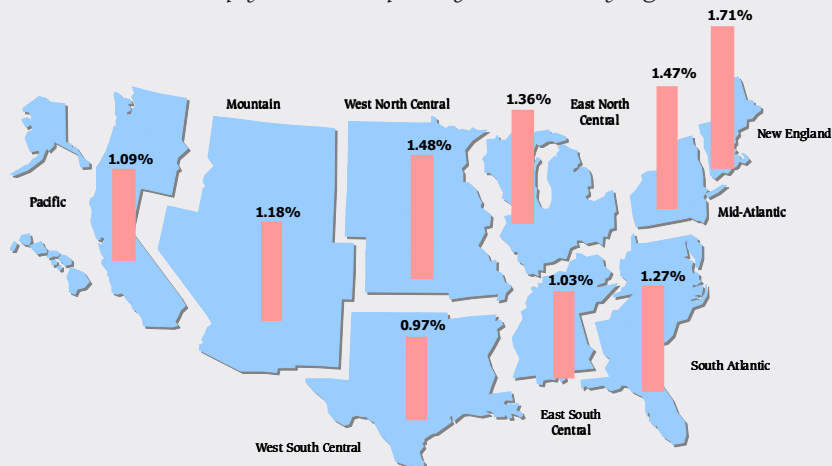 1.71%
1.47%
1.36%
East North
Central
Mountain
West North Central
New England
1.48%
1.09%
Pacific
1.18%
Mid-Atlantic
1.03%
1.27%
0.97%
South Atlantic
East South
Central
West South Central